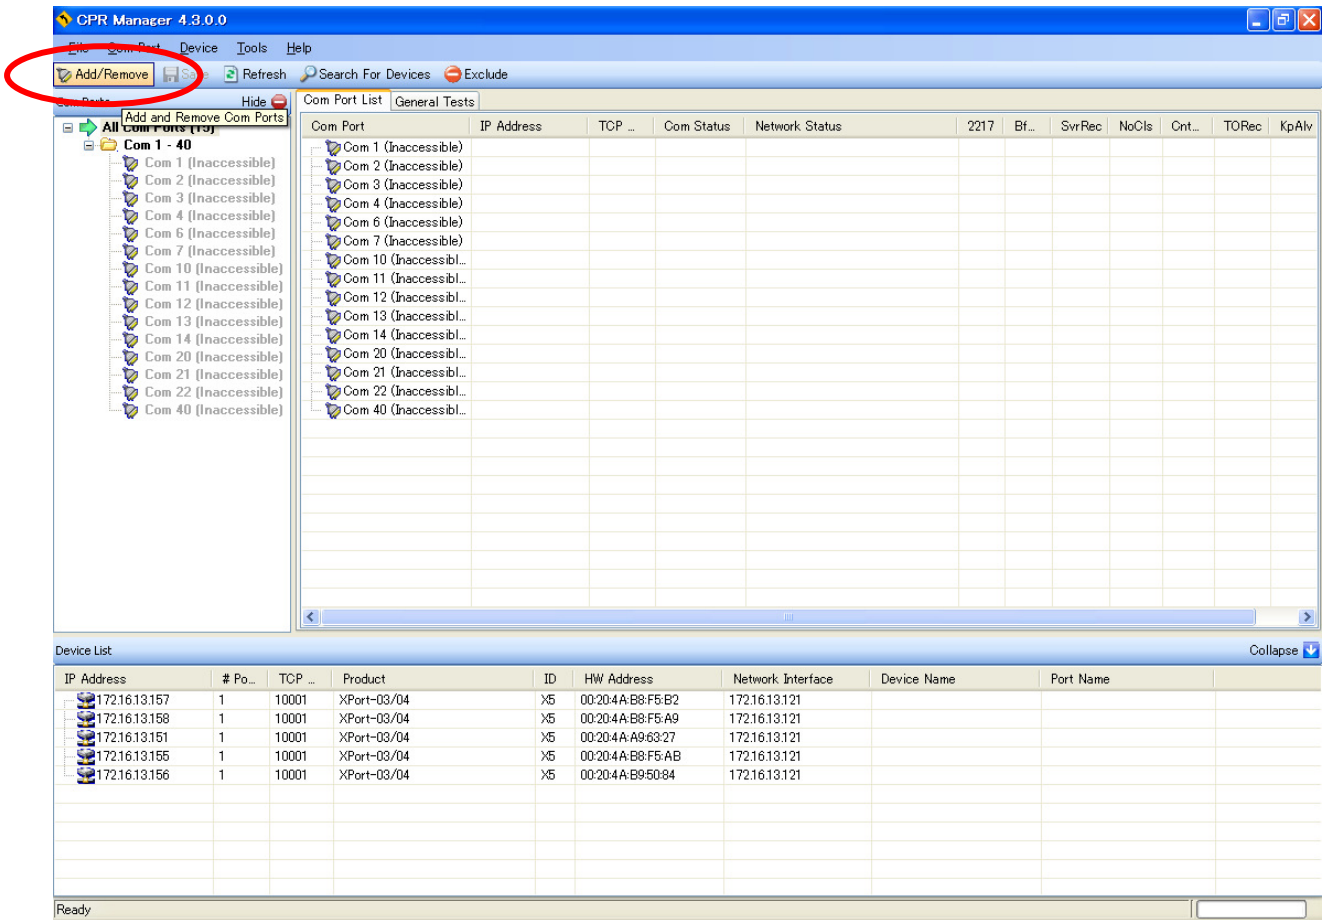 CPR Manager 4.3.0.0
File Com Port Device Tools Help
Add/Remove Save Refresh Search For Devices Exclude
Com Ports Hide
Add and Remove Com Ports
All Com Ports (15)
Com 1 - 40
Com 1 (Inaccessible)
Com 2 (Inaccessible)
Com 3 (Inaccessible)
Com 4 (Inaccessible)
Com 6 (Inaccessible)
Com 7 (Inaccessible)
Com 10 (Inaccessible)
Com 11 (Inaccessible)
Com 12 (Inaccessible)
Com 13 (Inaccessible)
Com 14 (Inaccessible)
Com 20 (Inaccessible)
Com 21 (Inaccessible)
Com 22 (Inaccessible)
Com 40 (Inaccessible)
Com Port List General Tests
Com Port IP Address TCP ... Com Status Network Status 2217 Bf... SvrRec NoCls Cnt... TORec KpAlv
Com 1 (Inaccessible)
Com 2 (Inaccessible)
Com 3 (Inaccessible)
Com 4 (Inaccessible)
Com 6 (Inaccessible)
Com 7 (Inaccessible)
Com 10 (Inaccessibl...
Com 11 (Inaccessibl...
Com 12 (Inaccessibl...
Com 13 (Inaccessibl...
Com 14 (Inaccessibl...
Com 20 (Inaccessibl...
Com 21 (Inaccessibl...
Com 22 (Inaccessibl...
Com 40 (Inaccessibl...
Device List Collapse
IP Address # Po... TCP ... Product ID HW Address Network Interface Device Name Port Name
172.16.13.157 1 10001 XPort-03/04 X5 00:20:4A:B8:F5:B2 172.16.13.121
172.16.13.158 1 10001 XPort-03/04 X5 00:20:4A:B8:F5:A9 172.16.13.121
172.16.13.151 1 10001 XPort-03/04 X5 00:20:4A:A9:63:27 172.16.13.121
172.16.13.155 1 10001 XPort-03/04 X5 00:20:4A:B8:F5:AB 172.16.13.121
172.16.13.156 1 10001 XPort-03/04 X5 00:20:4A:B9:50:84 172.16.13.121
Ready